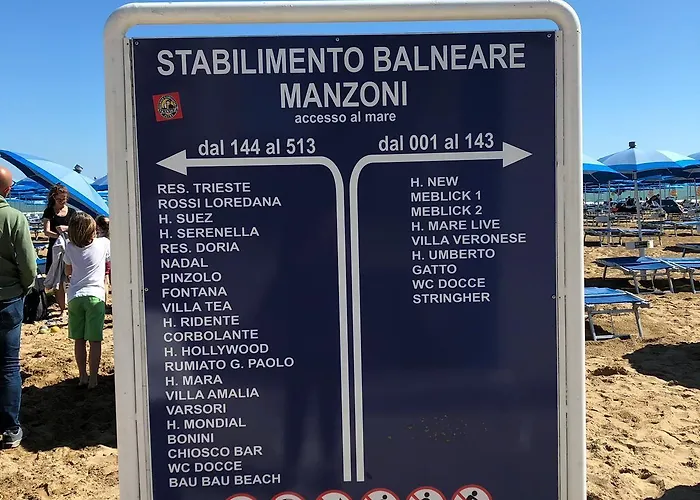 STABILIMENTO BALNEARE
MANZONI
accesso al mare
dal 144 al 513
RES. TRIESTE
ROSSI LOREDANA
H. SUEZ
H. SERENELLA
RES. DORIA
NADAL
PINZOLO
FONTANA
VILLA TEA
H. RIDENTE
CORBOLANTE
H. HOLLYWOOD
RUMIATO G. PAOLO
H. MARA
VILLA AMALIA
VARSORI
H. MONDIAL
BONINI
CHIOSCO BAR
WC DOCCE
BAU BAU BEACH
dal 001 al 143
H. NEW
MEBLICK 1
MEBLICK 2
H. MARE LIVE
VILLA VERONESE
H. UMBERTO
GATTO
WC DOCCE
STRINGHER